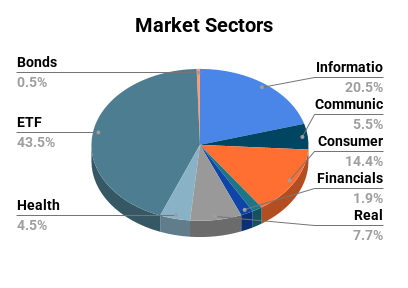 Market Sectors
Bonds
0.5%
ETF
43.5%
Health
4.5%
Informatio
20.5%
Communic
5.5%
Consumer
14.4%
Financials
1.9%
Real
7.7%